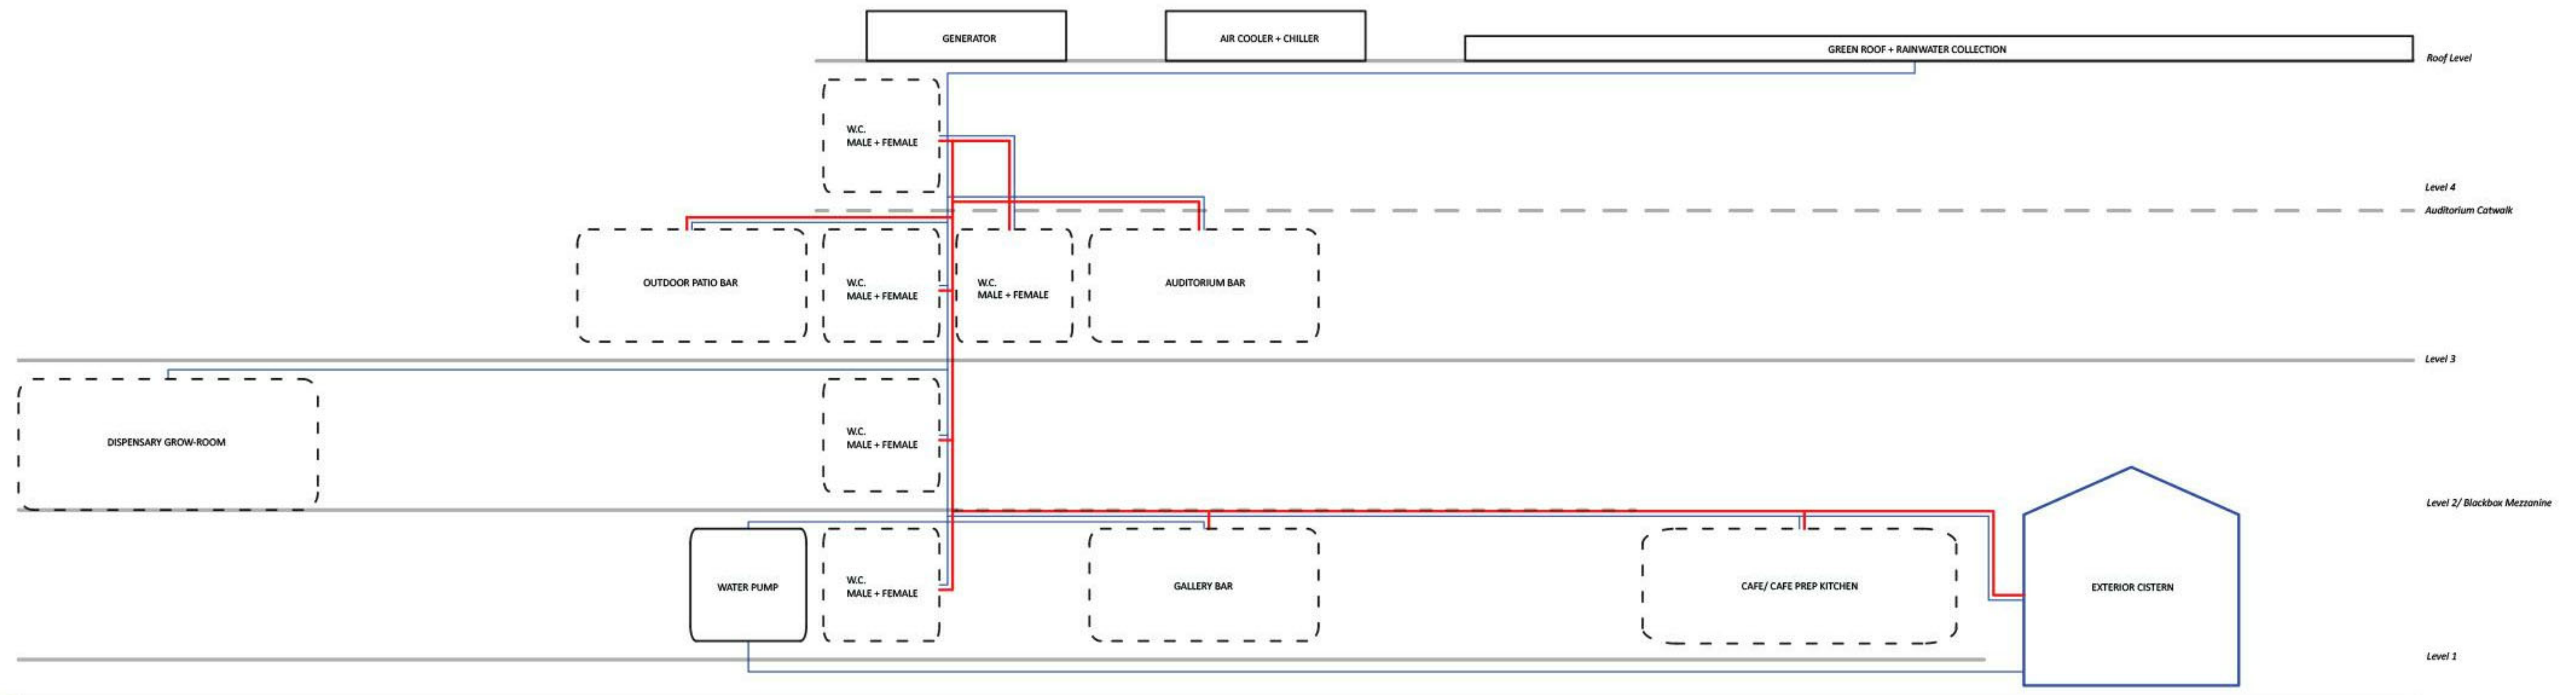 GENERATOR
AIR COOLER + CHILLER
GREEN ROOF + RAINWATER COLLECTION
Roof Level
W.C.
MALE + FEMALE
Level 4
Auditorium Catwalk
OUTDOOR PATIO BAR
W.C.
MALE + FEMALE
W.C.
MALE + FEMALE
AUDITORIUM BAR
Level 3
DISPENSARY GROW-ROOM
W.C.
MALE + FEMALE
Level 2/ Blackbox Mezzanine
WATER PUMP
W.C.
MALE + FEMALE
GALLERY BAR
CAFE/ CAFE PREP KITCHEN
EXTERIOR CISTERN
Level 1